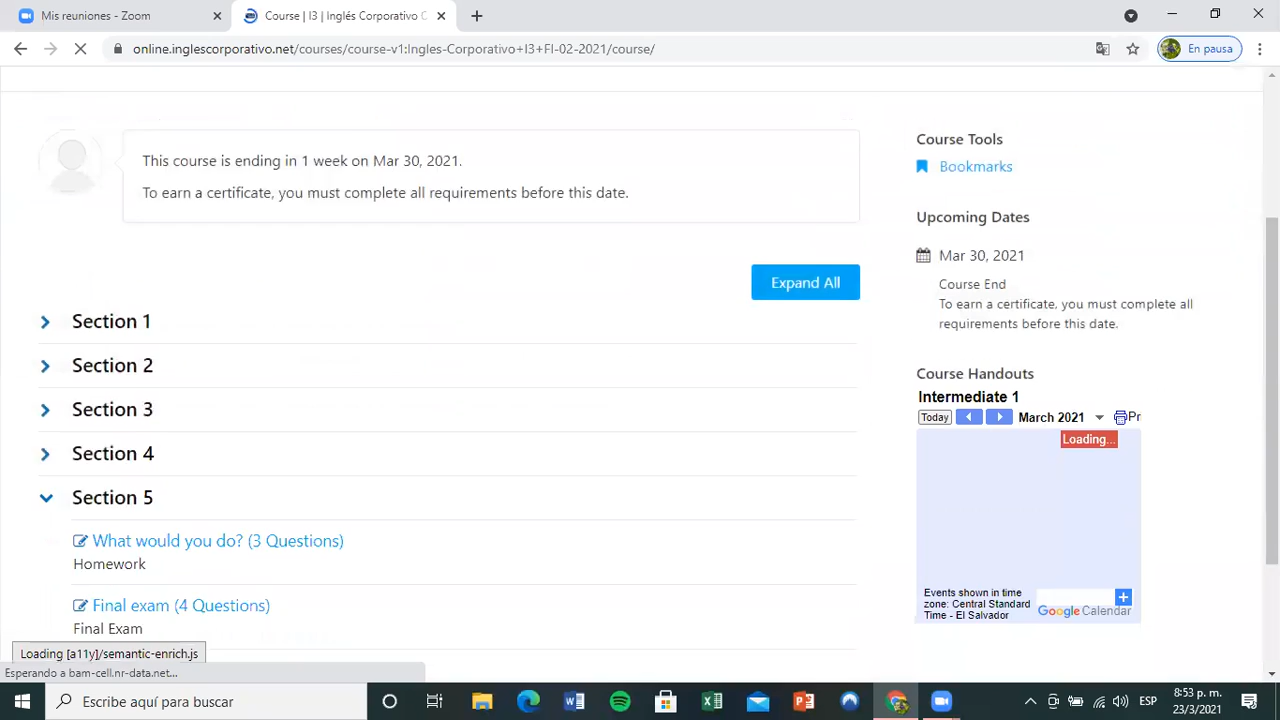 Mis reuniones - Zoom
Course | I3 | Inglés Corporativo C
online.inglescorporativo.net/courses/course-v1:Ingles-Corporativo+I3+FI-02-2021/course/
En pausa
This course is ending in 1 week on Mar 30, 2021.
To earn a certificate, you must complete all requirements before this date.
Expand All
Section 1
Section 2
Section 3
Section 4
Section 5
What would you do? (3 Questions)
Homework
Final exam (4 Questions)
Final Exam
Course Tools
Bookmarks
Upcoming Dates
Mar 30, 2021
Course End
To earn a certificate, you must complete all
requirements before this date.
Course Handouts
Intermediate 1
Today March 2021 Pr
Loading...
Events shown in time
zone: Central Standard
Time - El Salvador
Google Calendar
Loading [a11y]/semantic-enrich.js
Esperando a bam-cell.nr-data.net...
Escribe aquí para buscar
ESP
8:53 p. m.
23/3/2021